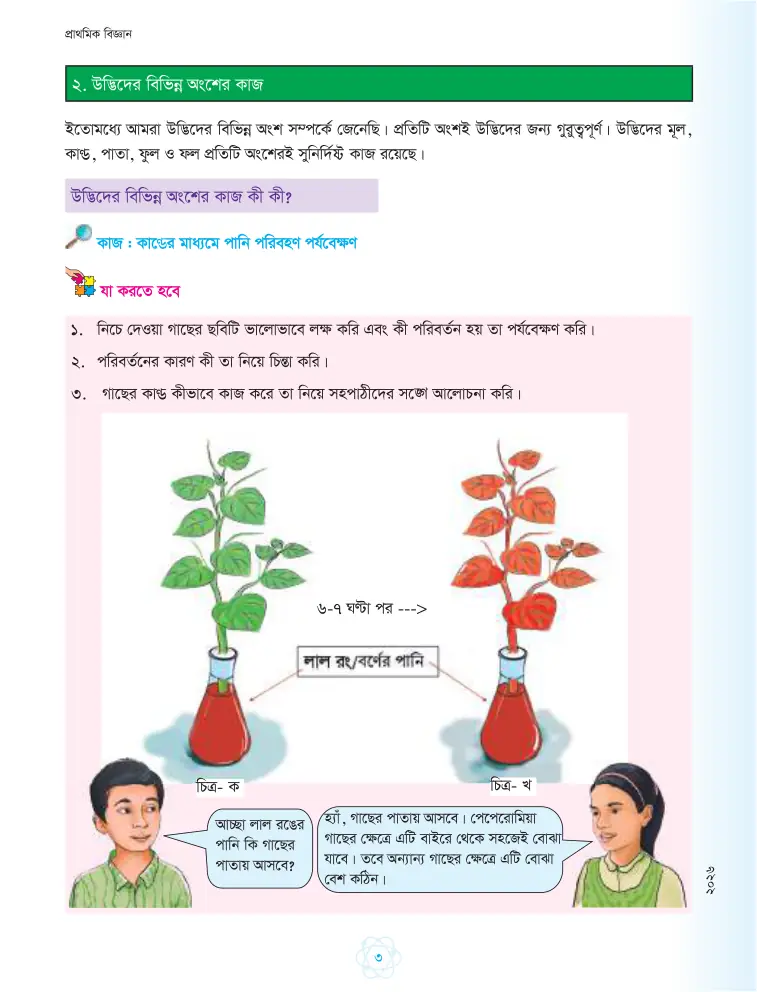 প্রাথমিক বিজ্ঞান
২. উদ্ভিদের বিভিন্ন অংশের কাজ
ইতোমধ্যে আমরা উদ্ভিদের বিভিন্ন অংশ সম্পর্কে জেনেছি। প্রতিটি অংশই উদ্ভিদের জন্য গুরুত্বপূর্ণ। উদ্ভিদের মূল,
কাণ্ড, পাতা, ফুল ও ফল প্রতিটি অংশেরই সুনির্দিষ্ট কাজ রয়েছে।
উদ্ভিদের বিভিন্ন অংশের কাজ কী কী?
কাজ : কাণ্ডের মাধ্যমে পানি পরিবহণ পর্যবেক্ষণ
যা করতে হবে
১. নিচে দেওয়া গাছের ছবিটি ভালোভাবে লক্ষ করি এবং কী পরিবর্তন হয় তা পর্যবেক্ষণ করি।
২. পরিবর্তনের কারণ কী তা নিয়ে চিন্তা করি।
৩. গাছের কাণ্ড কীভাবে কাজ করে তা নিয়ে সহপাঠীদের সঙ্গে আলোচনা করি।
৬-৭ ঘণ্টা পর --->
লাল রং/বর্ণের পানি
চিত্র- ক
চিত্র- খ
আচ্ছা লাল রঙের
পানি কি গাছের
পাতায় আসবে?
হ্যাঁ, গাছের পাতায় আসবে। পেপেরোমিয়া
গাছের ক্ষেত্রে এটি বাইরে থেকে সহজেই বোঝা
যাবে। তবে অন্যান্য গাছের ক্ষেত্রে এটি বোঝা
বেশ কঠিন।
২০২৬
৩